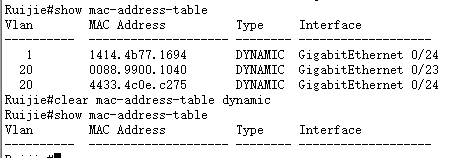 Ruijie#show mac-address-table
Vlan MAC Address Type Interface
---------- -------------------- -------- -------------------
1 1414.4b77.1694 DYNAMIC GigabitEthernet 0/24
20 0088.9900.1040 DYNAMIC GigabitEthernet 0/23
20 4433.4c0e.c275 DYNAMIC GigabitEthernet 0/24
Ruijie#clear mac-address-table dynamic
Ruijie#show mac-address-table
Vlan MAC Address Type Interface
---------- -------------------- -------- -------------------
Ruijie#